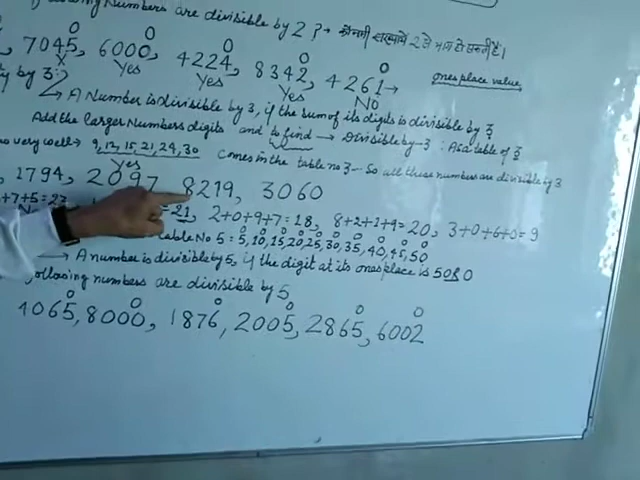 Numbers are divisible by 2 ?→ कौनसी संख्यायें 2 से भाग हो सकती हैं।
7045, 6000, 4224, 8342, 4261→ ones place value,
X Yes Yes Yes No
ty by 3:
→ A Number is divisible by 3, if the sum of its digits is divisible by 3
Add the larger Numbers digits and to find → Divisible by→3 : As a table of 3
very well→ 9,12,15,21,24,30 Comes in the table no 3→ So all these numbers are divisible by 3
Yes
1794, 2097 8219, 3060
+7+5=23 =21, 2+0+9+7=18, 8+2+1+9=20, 3+0+6+0=9
table No 5 = 5,10,15,20,25,30,35,40,45,50
→ A number is divisible by 5, if the digit at its ones place is 5 OR 0
following numbers are divisible by 5
4065, 8000, 1876, 2005, 2865, 6002